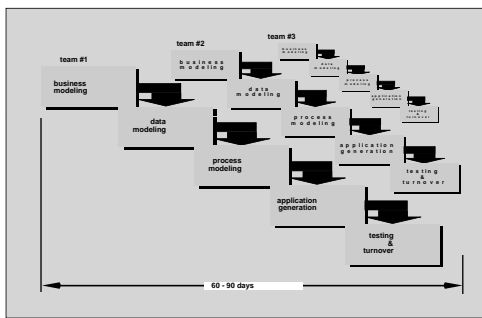 team #1
business
modeling
data
modeling
process
modeling
application
generation
testing
&
turnover
team #2
business
modeling
data
modeling
process
modeling
application
generation
testing
&
turnover
team #3
business
modeling
data
modeling
process
modeling
application
generation
testing
&
turnover
60 - 90 days